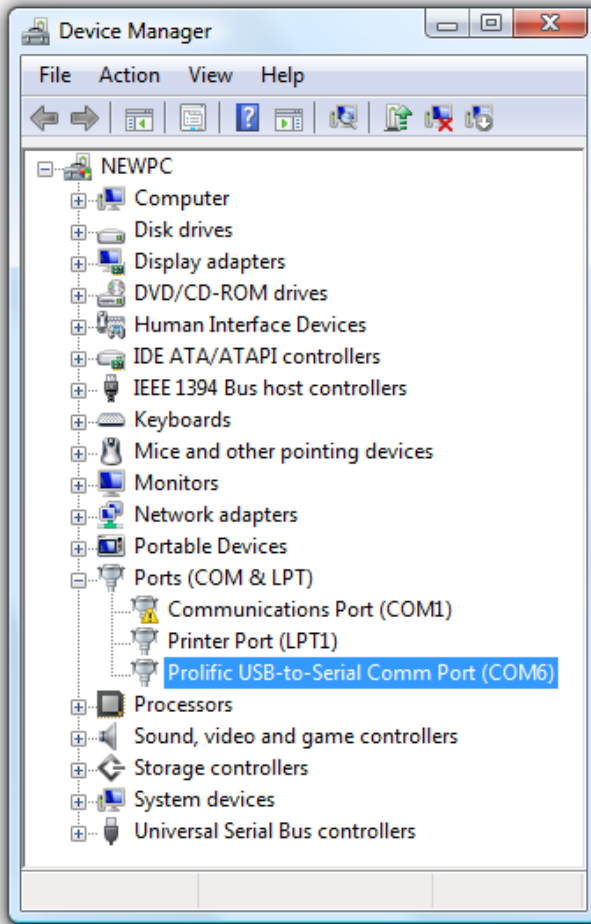 Device Manager
File Action View Help
NEWPC
Computer
Disk drives
Display adapters
DVD/CD-ROM drives
Human Interface Devices
IDE ATA/ATAPI controllers
IEEE 1394 Bus host controllers
Keyboards
Mice and other pointing devices
Monitors
Network adapters
Portable Devices
Ports (COM & LPT)
Communications Port (COM1)
Printer Port (LPT1)
Prolific USB-to-Serial Comm Port (COM6)
Processors
Sound, video and game controllers
Storage controllers
System devices
Universal Serial Bus controllers